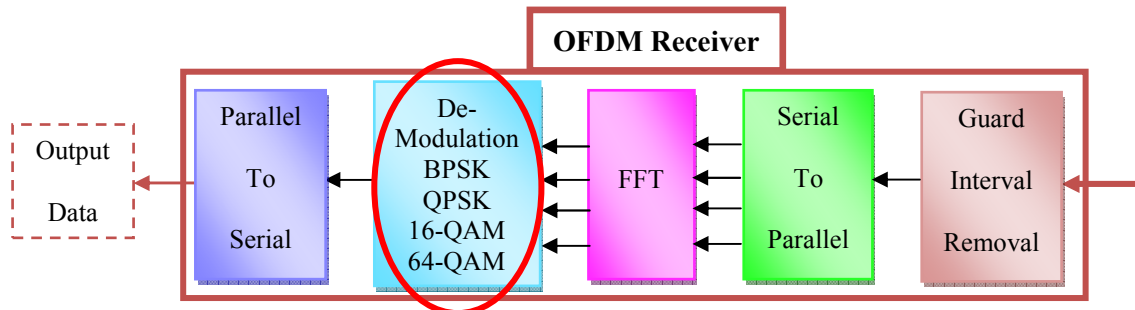 OFDM Receiver
Output
Data
Parallel
To
Serial
De-
Modulation
BPSK
QPSK
16-QAM
64-QAM
FFT
Serial
To
Parallel
Guard
Interval
Removal